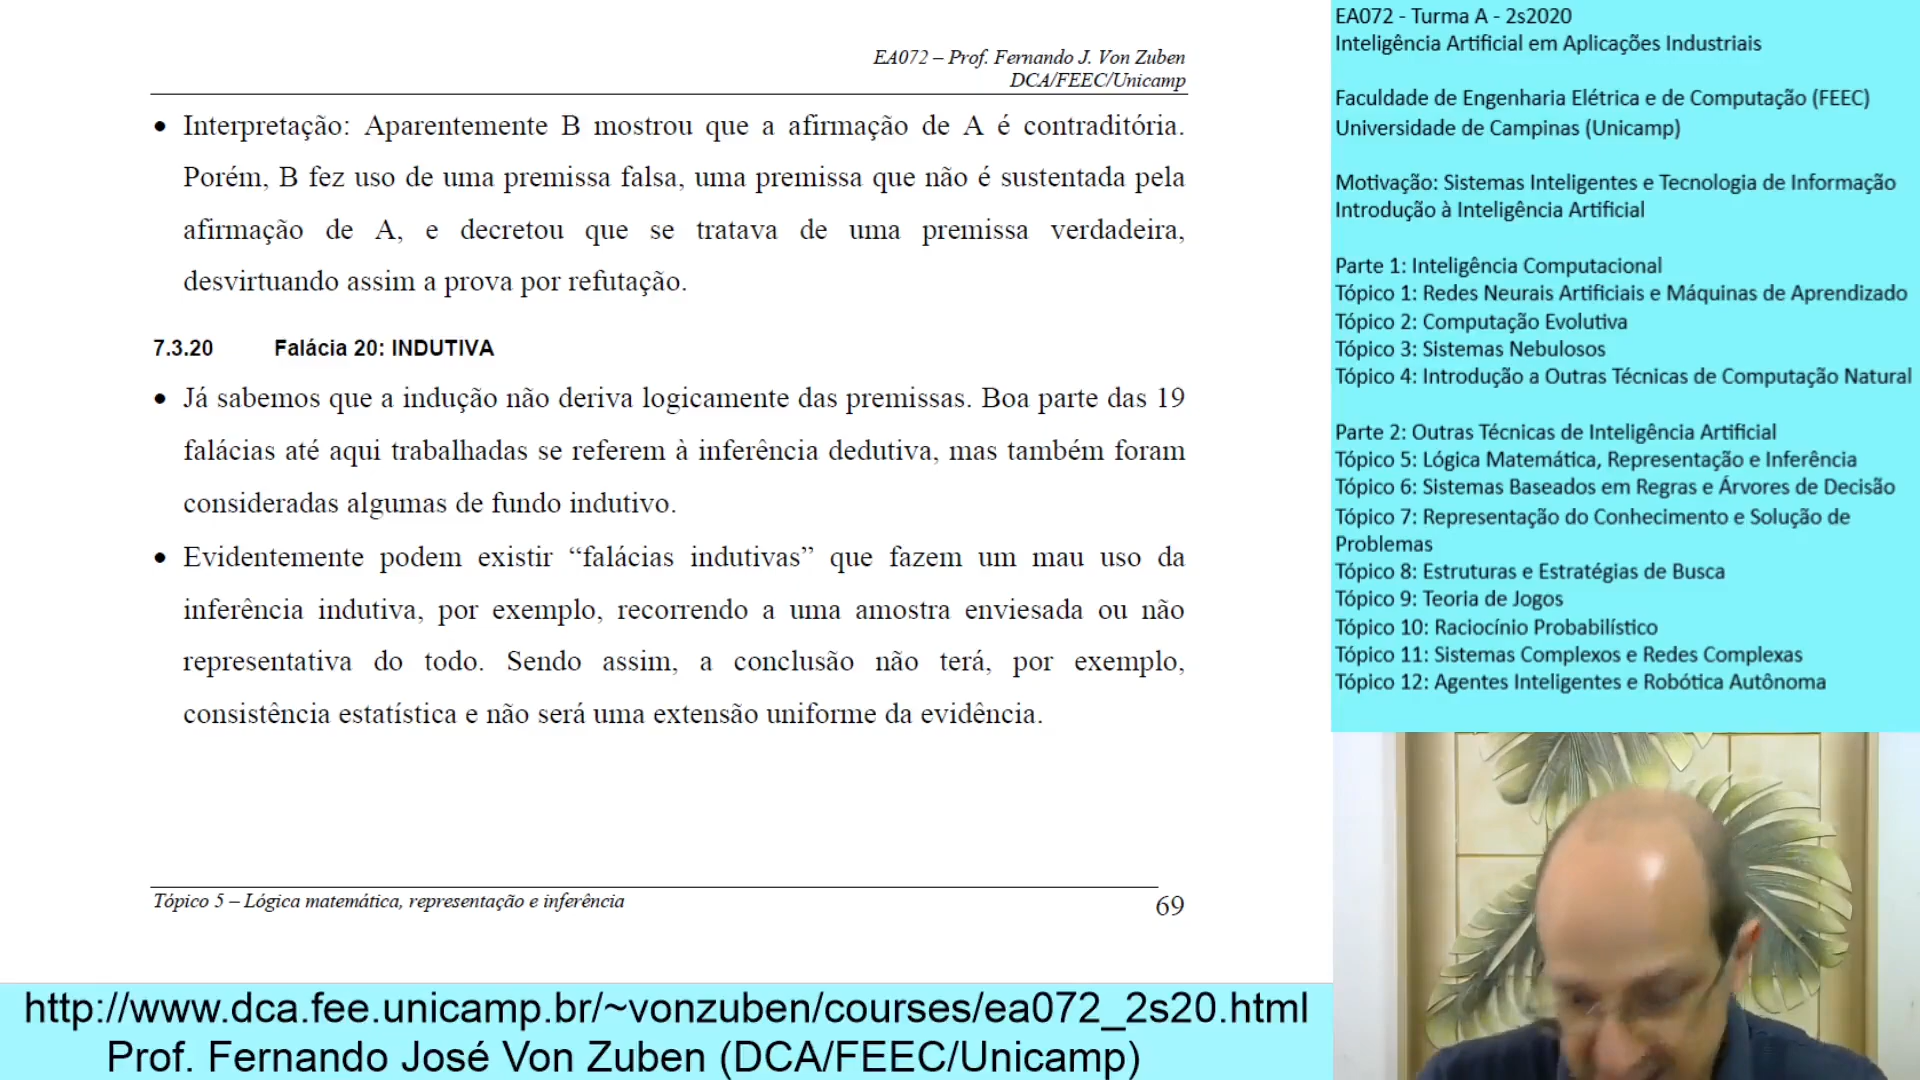 EA072 – Prof. Fernando J. Von Zuben
DCA/FEEC/Unicamp
• Interpretação: Aparentemente B mostrou que a afirmação de A é contraditória.
Porém, B fez uso de uma premissa falsa, uma premissa que não é sustentada pela
afirmação de A, e decretou que se tratava de uma premissa verdadeira,
desvirtuando assim a prova por refutação.
7.3.20 Falácia 20: INDUTIVA
• Já sabemos que a indução não deriva logicamente das premissas. Boa parte das 19
falácias até aqui trabalhadas se referem à inferência dedutiva, mas também foram
consideradas algumas de fundo indutivo.
• Evidentemente podem existir “falácias indutivas” que fazem um mau uso da
inferência indutiva, por exemplo, recorrendo a uma amostra enviesada ou não
representativa do todo. Sendo assim, a conclusão não terá, por exemplo,
consistência estatística e não será uma extensão uniforme da evidência.
Tópico 5 – Lógica matemática, representação e inferência
69
EA072 - Turma A - 2s2020
Inteligência Artificial em Aplicações Industriais
Faculdade de Engenharia Elétrica e de Computação (FEEC)
Universidade de Campinas (Unicamp)
Motivação: Sistemas Inteligentes e Tecnologia de Informação
Introdução à Inteligência Artificial
Parte 1: Inteligência Computacional
Tópico 1: Redes Neurais Artificiais e Máquinas de Aprendizado
Tópico 2: Computação Evolutiva
Tópico 3: Sistemas Nebulosos
Tópico 4: Introdução a Outras Técnicas de Computação Natural
Parte 2: Outras Técnicas de Inteligência Artificial
Tópico 5: Lógica Matemática, Representação e Inferência
Tópico 6: Sistemas Baseados em Regras e Árvores de Decisão
Tópico 7: Representação do Conhecimento e Solução de
Problemas
Tópico 8: Estruturas e Estratégias de Busca
Tópico 9: Teoria de Jogos
Tópico 10: Raciocínio Probabilístico
Tópico 11: Sistemas Complexos e Redes Complexas
Tópico 12: Agentes Inteligentes e Robótica Autônoma
http://www.dca.fee.unicamp.br/~vonzuben/courses/ea072_2s20.html
Prof. Fernando José Von Zuben (DCA/FEEC/Unicamp)